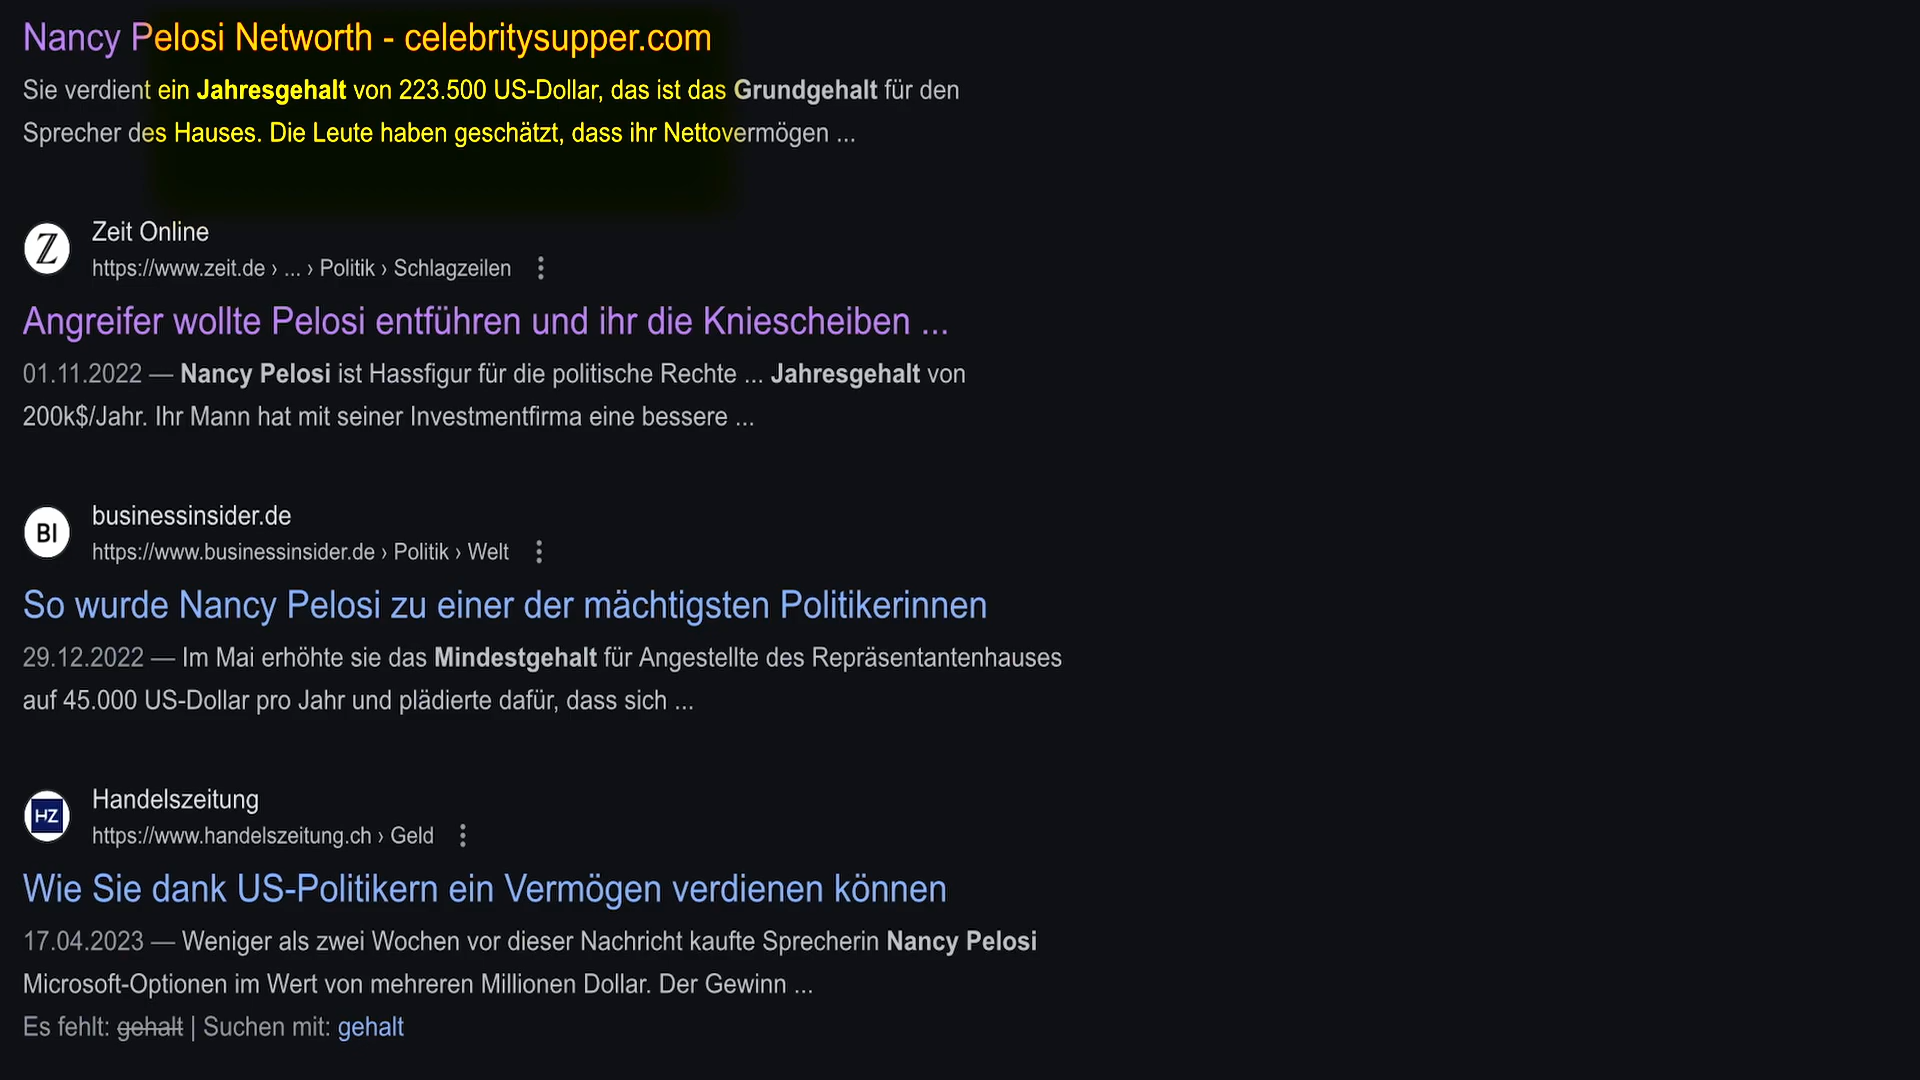 Nancy Pelosi Networth - celebritysupper.com
Sie verdient ein Jahresgehalt von 223.500 US-Dollar, das ist das Grundgehalt für den
Sprecher des Hauses. Die Leute haben geschätzt, dass ihr Nettovermögen ...
Z
Zeit Online
https://www.zeit.de › ... › Politik › Schlagzeilen
Angreifer wollte Pelosi entführen und ihr die Kniescheiben ...
01.11.2022 — Nancy Pelosi ist Hassfigur für die politische Rechte ... Jahresgehalt von
200k$/Jahr. Ihr Mann hat mit seiner Investmentfirma eine bessere ...
BI
businessinsider.de
https://www.businessinsider.de › Politik › Welt
So wurde Nancy Pelosi zu einer der mächtigsten Politikerinnen
29.12.2022 — Im Mai erhöhte sie das Mindestgehalt für Angestellte des Repräsentantenhauses
auf 45.000 US-Dollar pro Jahr und plädierte dafür, dass sich ...
HZ
Handelszeitung
https://www.handelszeitung.ch › Geld
Wie Sie dank US-Politikern ein Vermögen verdienen können
17.04.2023 — Weniger als zwei Wochen vor dieser Nachricht kaufte Sprecherin Nancy Pelosi
Microsoft-Optionen im Wert von mehreren Millionen Dollar. Der Gewinn ...
Es fehlt: gehalt | Suchen mit: gehalt